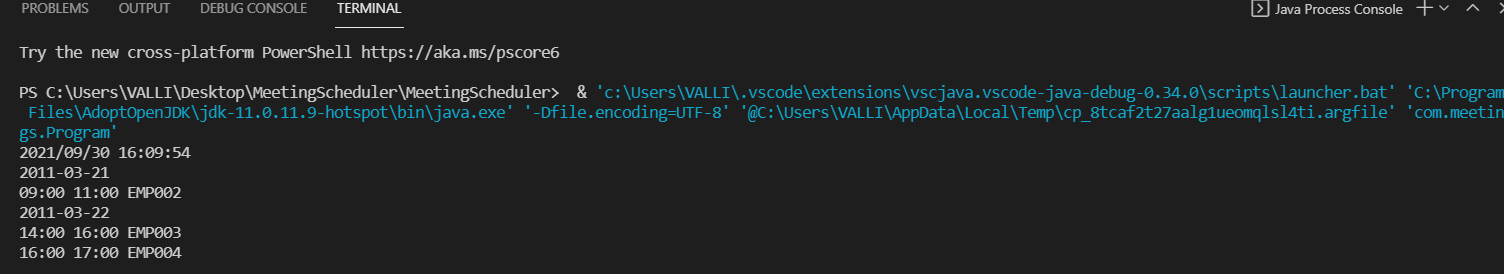 PROBLEMS OUTPUT DEBUG CONSOLE TERMINAL Java Process Console
Try the new cross-platform PowerShell https://aka.ms/pscore6
PS C:\Users\VALLI\Desktop\MeetingScheduler\MeetingScheduler> & 'c:\Users\VALLI\.vscode\extensions\vscjava.vscode-java-debug-0.34.0\scripts\launcher.bat' 'C:\Program
Files\AdoptOpenJDK\jdk-11.0.11.9-hotspot\bin\java.exe' '-Dfile.encoding=UTF-8' '@C:\Users\VALLI\AppData\Local\Temp\cp_8tcaf2t27aalg1ueomqlsl4ti.argfile' 'com.meetin
gs.Program'
2021/09/30 16:09:54
2011-03-21
09:00 11:00 EMP002
2011-03-22
14:00 16:00 EMP003
16:00 17:00 EMP004